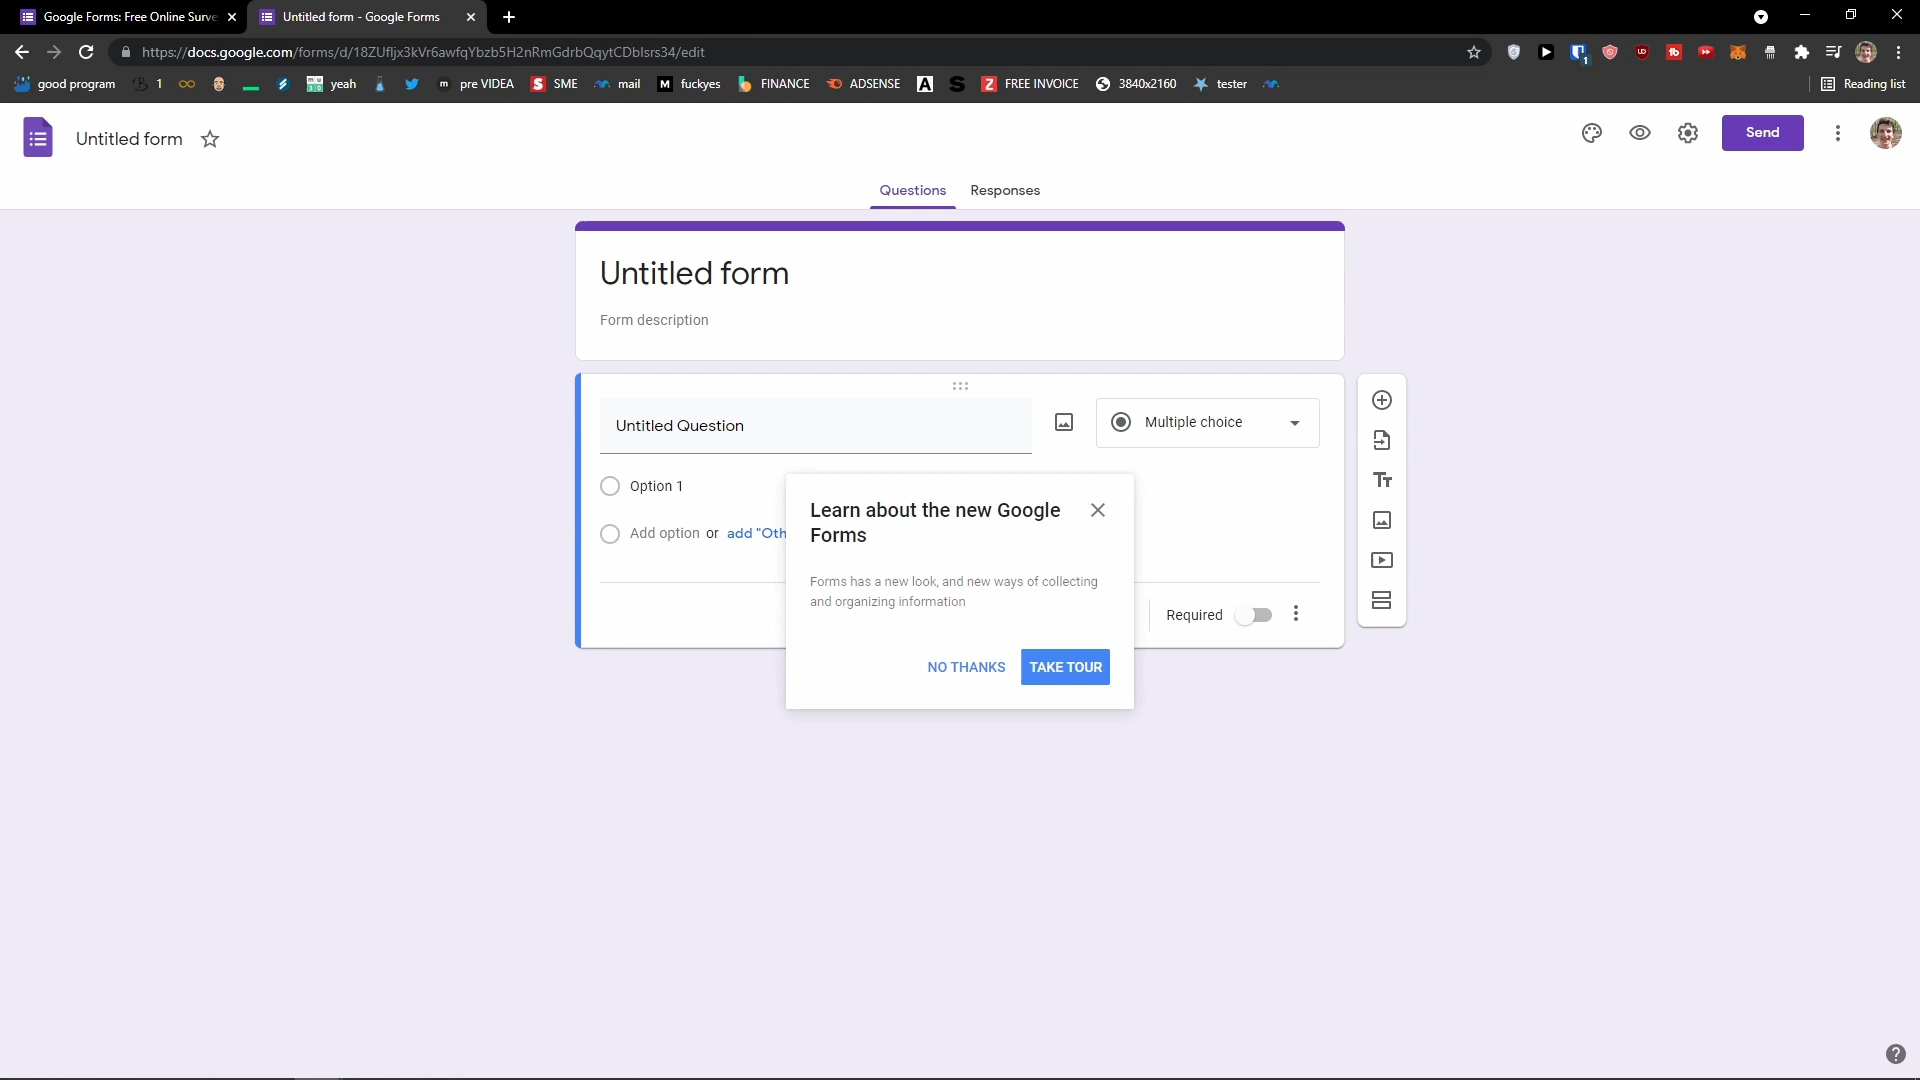 Google Forms: Free Online Surve
Untitled form - Google Forms
https://docs.google.com/forms/d/18ZUfIjx3kVr6awfqYbzb5H2nRmGdrbQqytCDbIsrs34/edit
good program 1 yeah pre VIDEA SME mail fuckyes FINANCE ADSENSE FREE INVOICE 3840x2160 tester Reading list
Untitled form
Send
Questions Responses
Untitled form
Form description
Untitled Question
Multiple choice
Option 1
Add option or add "Oth
Learn about the new Google
Forms
Forms has a new look, and new ways of collecting
and organizing information
Required
NO THANKS TAKE TOUR